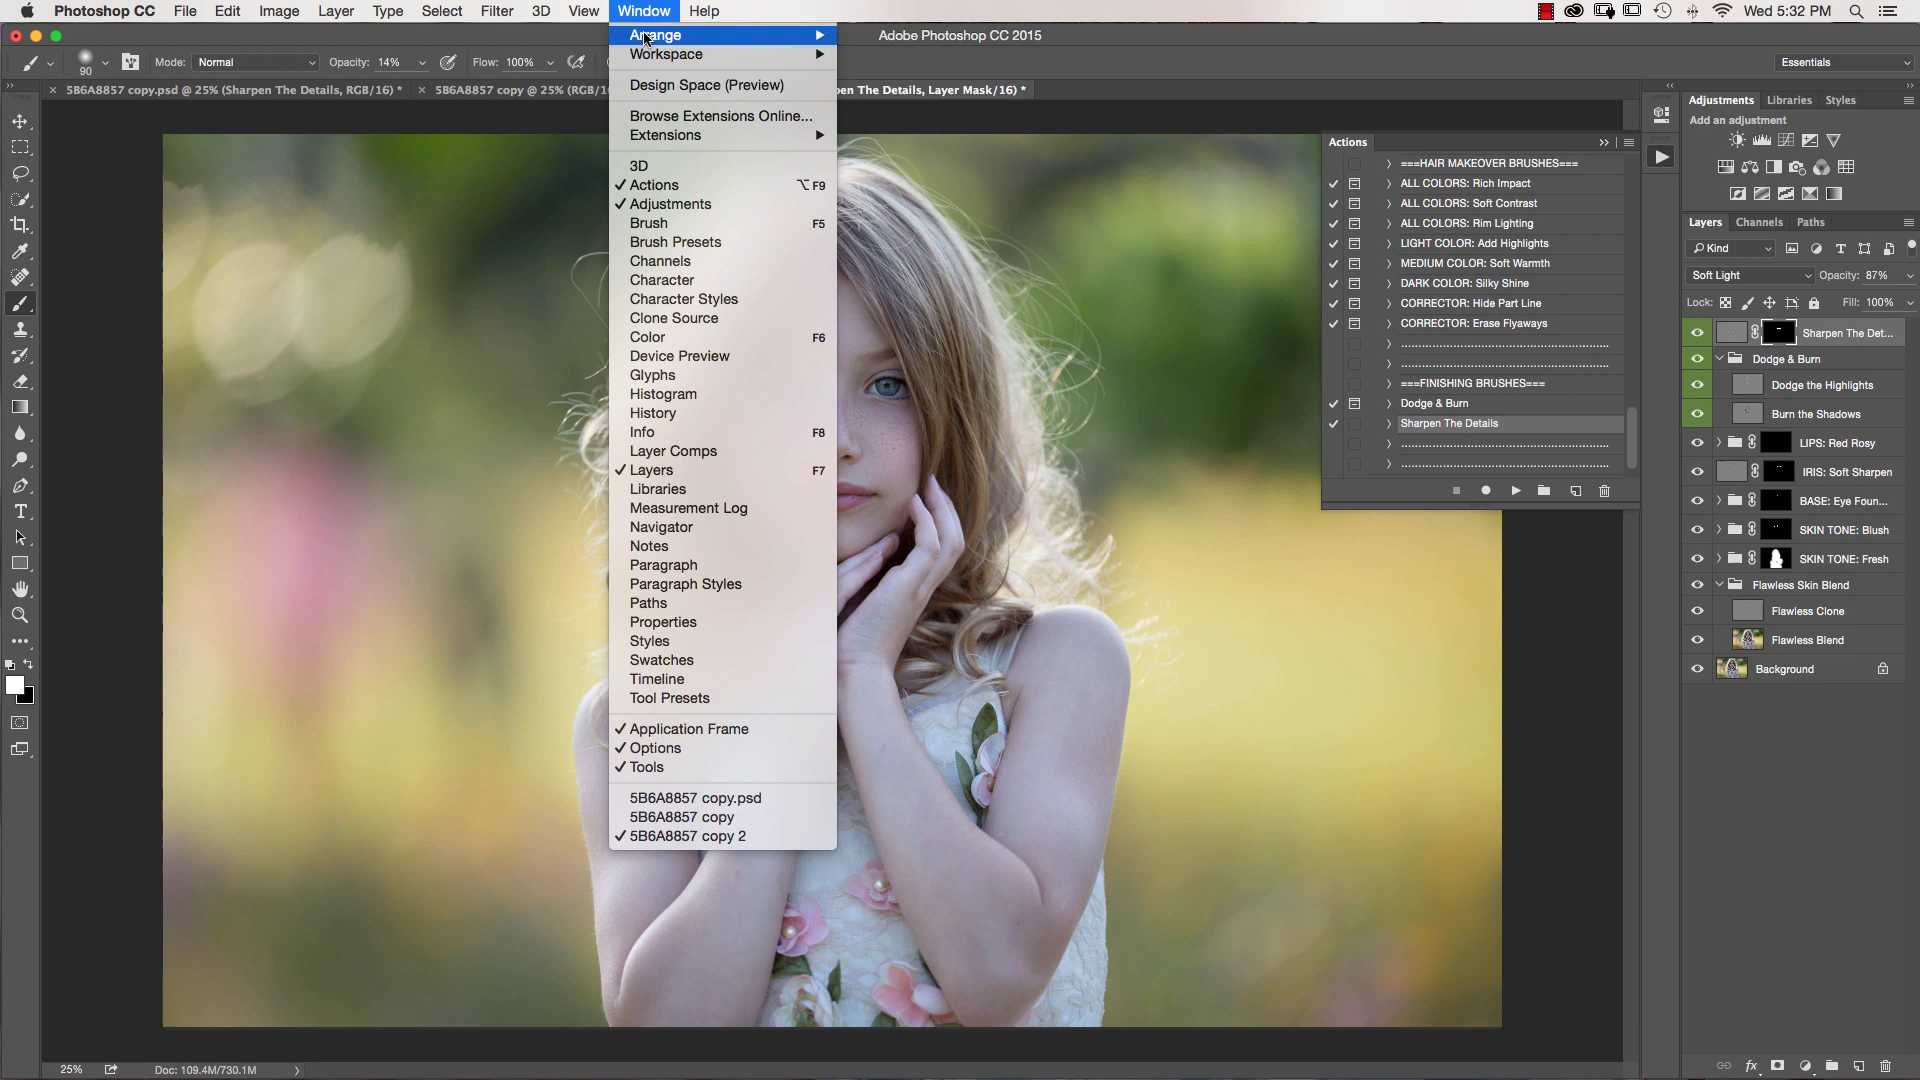 Photoshop CC File Edit Image Layer Type Select Filter 3D View Window Help Wed 5:32 PM
Adobe Photoshop CC 2015
90 Mode: Normal Opacity: 14% Flow: 100% Essentials
5B6A8857 copy.psd @ 25% (Sharpen The Details, RGB/16) * 5B6A8857 copy @ 25% (RGB/1 pen The Details, Layer Mask/16) *
Arrange
Workspace
Design Space (Preview)
Browse Extensions Online...
Extensions
3D
Actions ⌥F9
Adjustments
Brush F5
Brush Presets
Channels
Character
Character Styles
Clone Source
Color F6
Device Preview
Glyphs
Histogram
History
Info F8
Layer Comps
Layers F7
Libraries
Measurement Log
Navigator
Notes
Paragraph
Paragraph Styles
Paths
Properties
Styles
Swatches
Timeline
Tool Presets
Application Frame
Options
Tools
5B6A8857 copy.psd
5B6A8857 copy
5B6A8857 copy 2
Actions
===HAIR MAKEOVER BRUSHES===
ALL COLORS: Rich Impact
ALL COLORS: Soft Contrast
ALL COLORS: Rim Lighting
LIGHT COLOR: Add Highlights
MEDIUM COLOR: Soft Warmth
DARK COLOR: Silky Shine
CORRECTOR: Hide Part Line
CORRECTOR: Erase Flyaways
===FINISHING BRUSHES===
Dodge & Burn
Sharpen The Details
Adjustments Libraries Styles
Add an adjustment
Layers Channels Paths
Kind
Soft Light Opacity: 87%
Lock: Fill: 100%
Sharpen The Det...
Dodge & Burn
Dodge the Highlights
Burn the Shadows
LIPS: Red Rosy
IRIS: Soft Sharpen
BASE: Eye Foun...
SKIN TONE: Blush
SKIN TONE: Fresh
Flawless Skin Blend
Flawless Clone
Flawless Blend
Background
25% Doc: 109.4M/730.1M